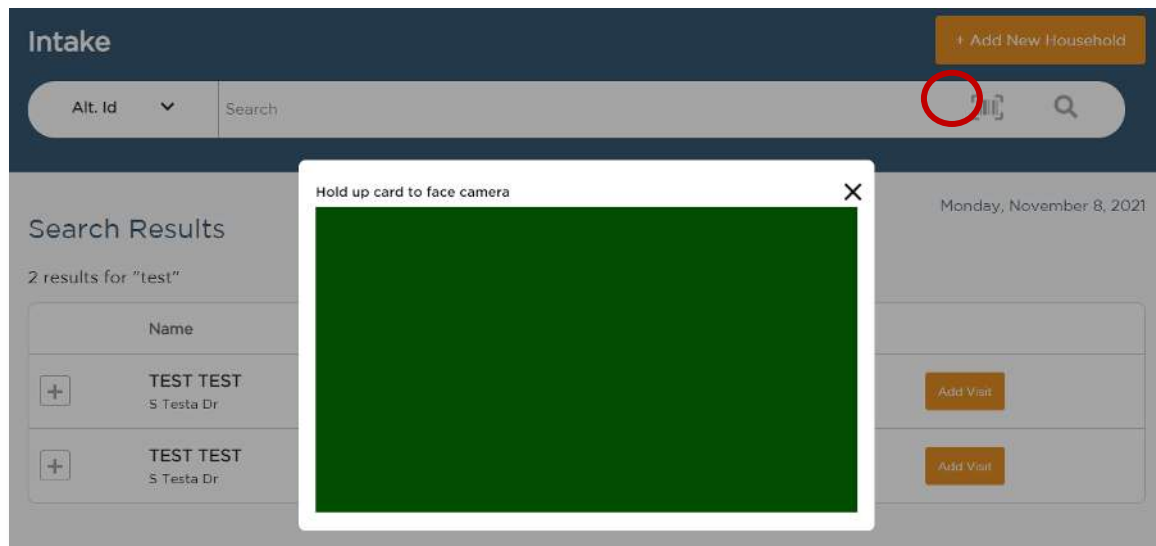 Intake
+ Add New Household
Alt. Id
Search
Hold up card to face camera
Monday, November 8, 2021
Search Results
2 results for "test"
Name
TEST TEST
S Testa Dr
Add Visit
TEST TEST
S Testa Dr
Add Visit